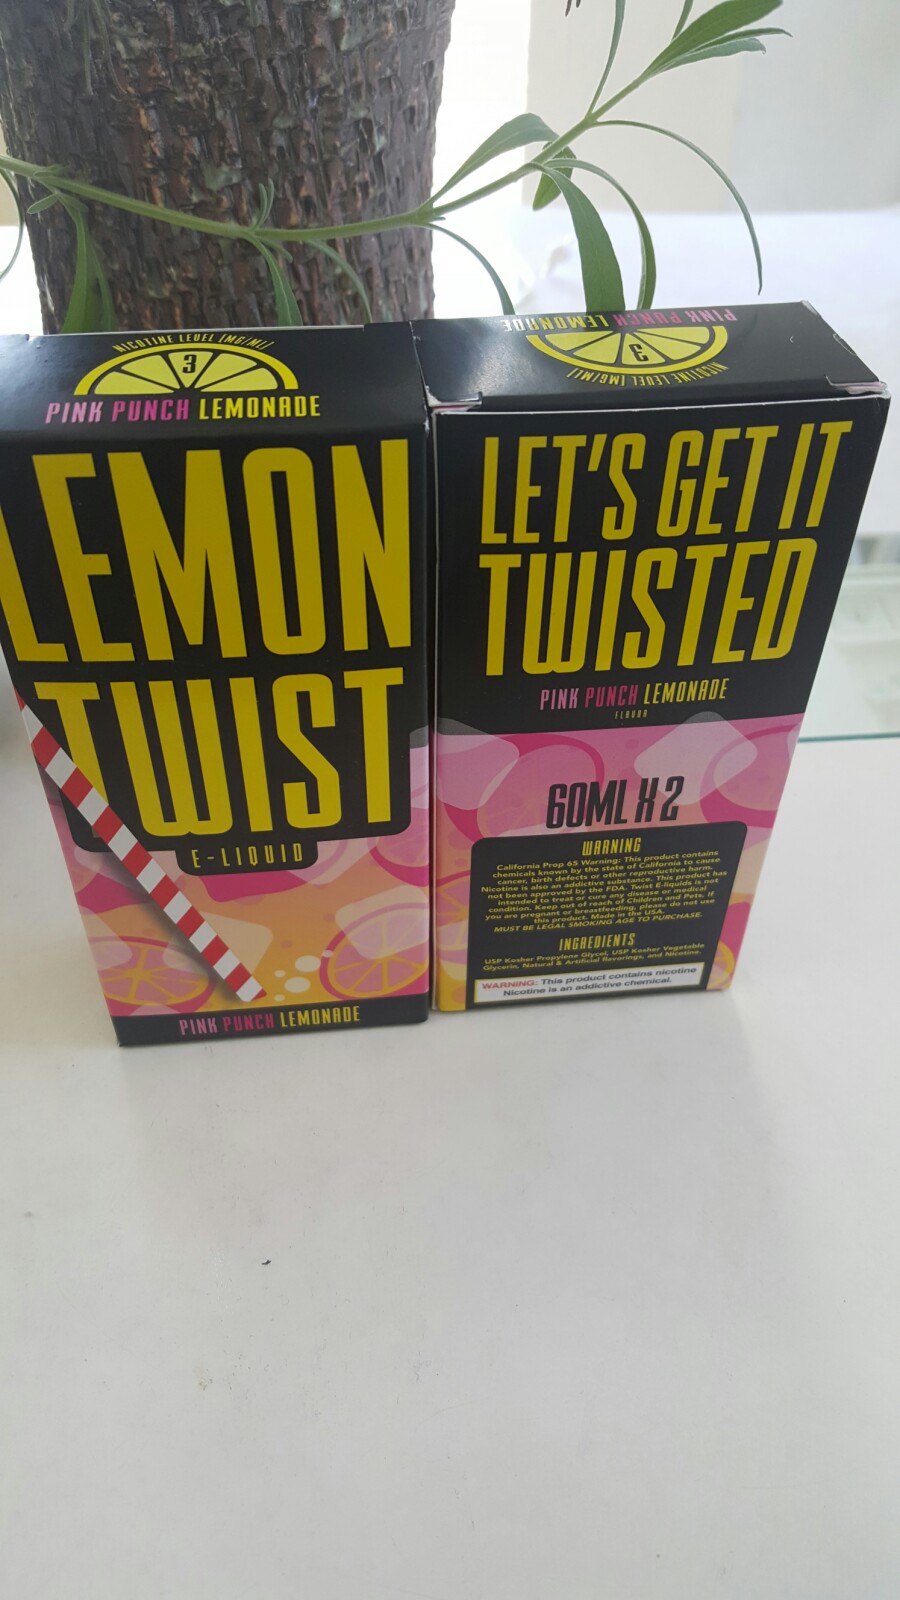 NICOTINE LEVEL (MG/ML)
3
PINK PUNCH LEMONADE
LEMON
TWIST
E-LIQUID
PINK PUNCH LEMONADE
PINK PUNCH LEMONADE
3
NICOTINE LEVEL (MG/ML)
LET'S GET IT
TWISTED
PINK PUNCH LEMONADE
FLAVOR
60ML X 2
WARNING
California Prop 65 Warning: This product contains
chemicals known by the state of California to cause
cancer, birth defects or other reproductive harm.
Nicotine is also an addictive substance. This product has
not been approved by the FDA. Twist E-liquids is not
intended to treat or cure any disease or medical
condition. Keep out of reach of Children and Pets. If
you are pregnant or breastfeeding, please do not use
this product. Made in the USA.
MUST BE LEGAL SMOKING AGE TO PURCHASE.
INGREDIENTS
USP Kosher Propylene Glycol, USP Kosher Vegetable
Glycerin, Natural & Artificial flavorings, and Nicotine.
WARNING: This product contains nicotine
Nicotine is an addictive chemical.